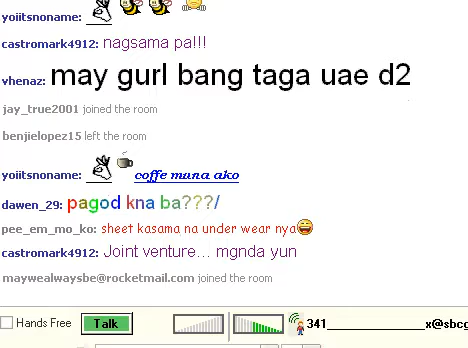 yoiitsnoname:
castromark4912: nagsama pa!!!
vhenaz: may gurl bang taga uae d2
jay_true2001 joined the room
benjielopez15 left the room
yoiitsnoname: coffe muna ako
dawen_29: pagod kna ba???/
pee_em_mo_ko: sheet kasama na under wear nya
castromark4912: Joint venture... mgnda yun
maywealwaysbe@rocketmail.com joined the room
Hands Free Talk 341______________x@sbcg